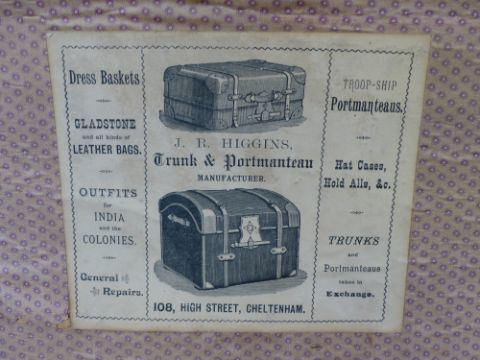 Dress Baskets
GLADSTONE
and all kinds of
LEATHER BAGS.
OUTFITS
for
INDIA
and the
COLONIES.
General
Repairs.
J. R. HIGGINS,
Trunk & Portmanteau
MANUFACTURER.
108, HIGH STREET, CHELTENHAM.
TROOP-SHIP
Portmanteaus.
Hat Cases,
Hold Alls, &c.
TRUNKS
and
Portmanteaus
taken in
Exchange.